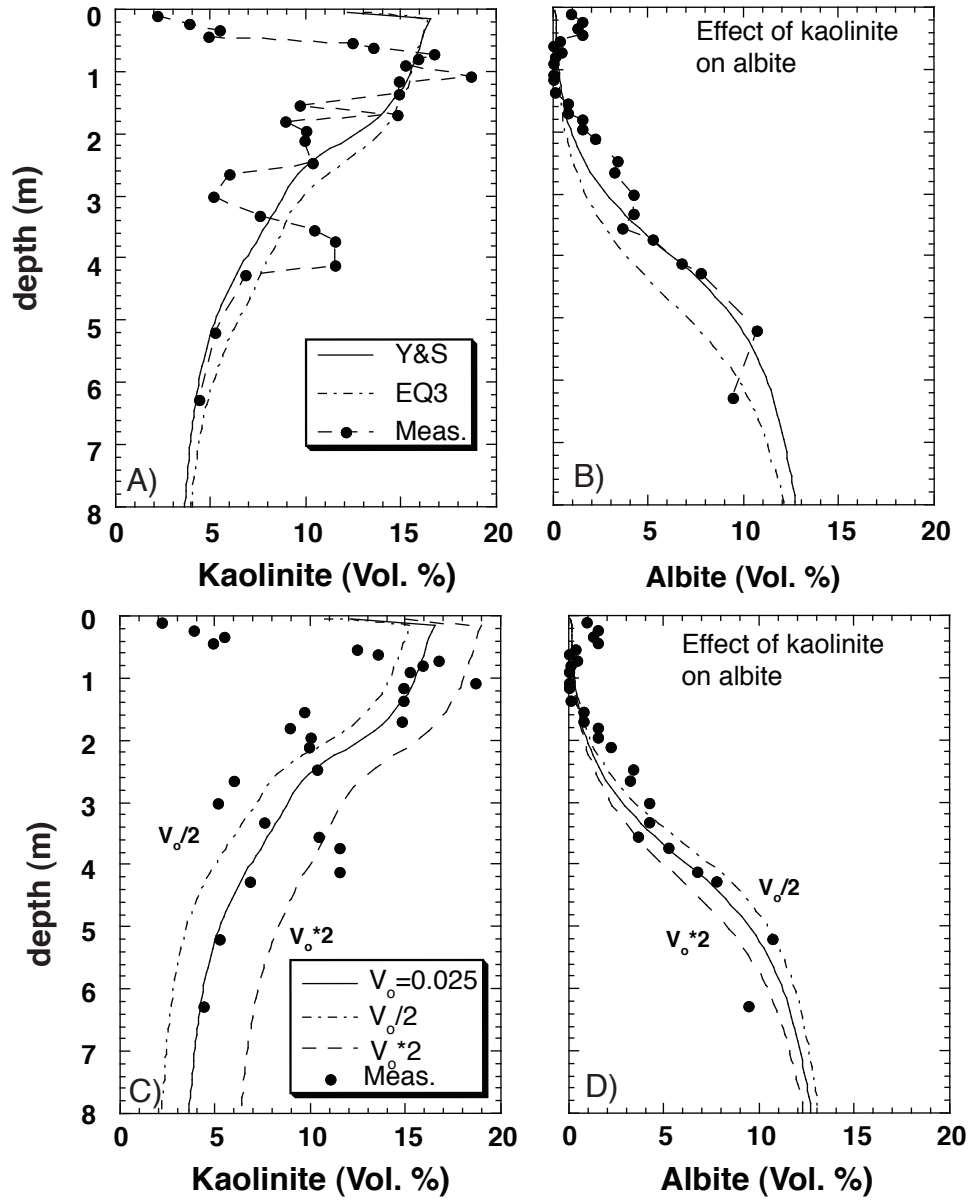 0
1
2
3
4
5
6
7
8
depth (m)
Y&S
EQ3
Meas.
A)
0 5 10 15 20
Kaolinite (Vol. %)
Effect of kaolinite
on albite
B)
0 5 10 15 20
Albite (Vol. %)
0
1
2
3
4
5
6
7
8
depth (m)
Vo/2
Vo*2
Vo=0.025
Vo/2
Vo*2
Meas.
C)
0 5 10 15 20
Kaolinite (Vol. %)
Effect of kaolinite
on albite
Vo/2
Vo*2
D)
0 5 10 15 20
Albite (Vol. %)